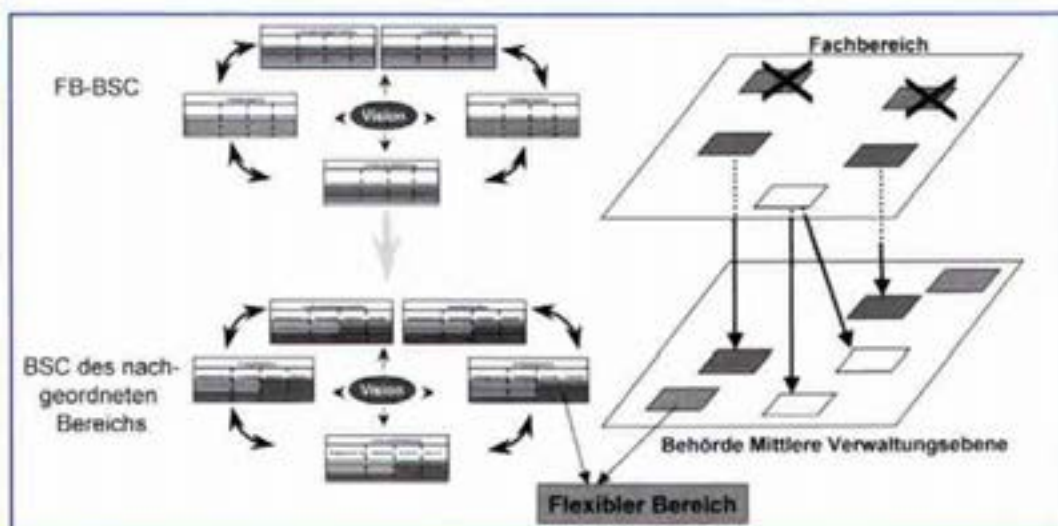 FB-BSC
Vision
Fachbereich
BSC des nach-
geordneten
Bereichs
Vision
Behörde Mittlere Verwaltungsebene
Flexibler Bereich